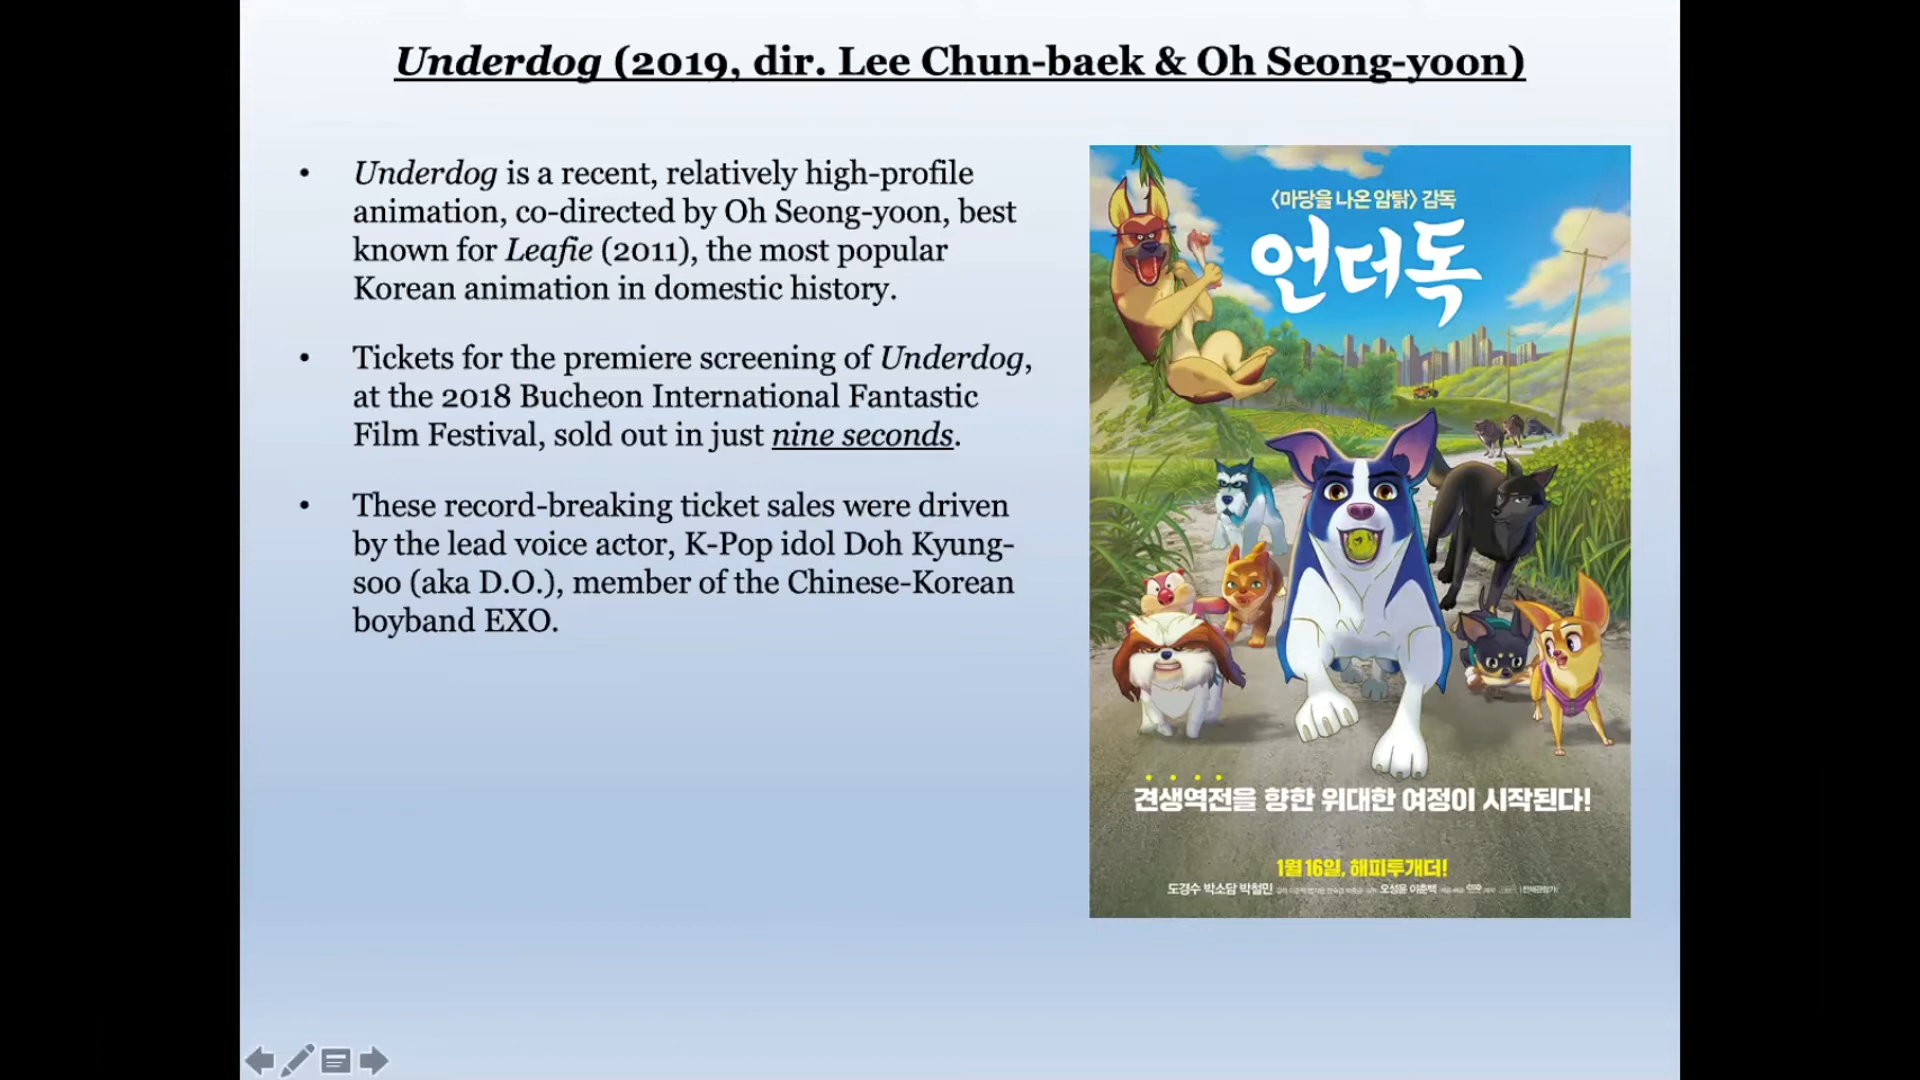 Underdog (2019, dir. Lee Chun-baek & Oh Seong-yoon)
• Underdog is a recent, relatively high-profile
animation, co-directed by Oh Seong-yoon, best
known for Leafie (2011), the most popular
Korean animation in domestic history.
• Tickets for the premiere screening of Underdog,
at the 2018 Bucheon International Fantastic
Film Festival, sold out in just nine seconds.
• These record-breaking ticket sales were driven
by the lead voice actor, K-Pop idol Doh Kyung-
soo (aka D.O.), member of the Chinese-Korean
boyband EXO.
〈마당을 나온 암탉〉 감독
언더독
견생역전을 향한 위대한 여정이 시작된다!
1월 16일, 해피투개더!
도경수 박소담 박철민 오성윤 이춘백